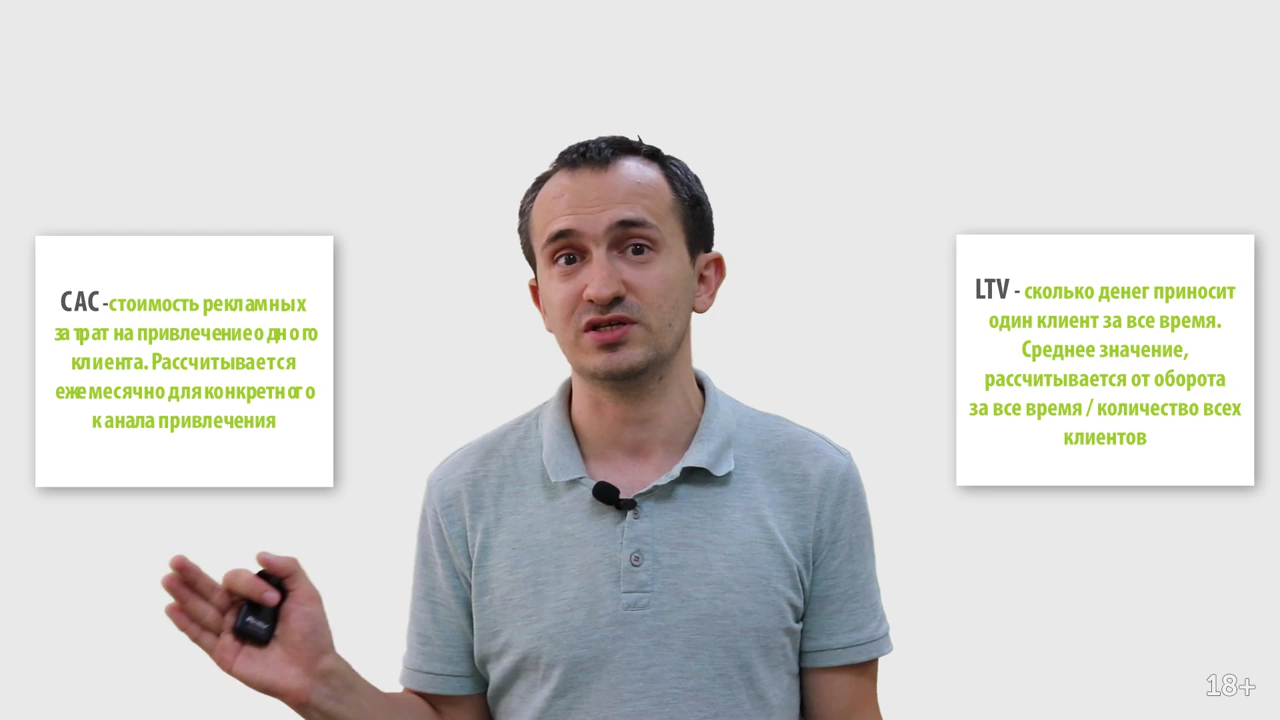 CAC -стоимость рекламных
затрат на привлечение одного
клиента. Рассчитывается
ежемесячно для конкретного
канала привлечения
LTV - сколько денег приносит
один клиент за все время.
Среднее значение,
рассчитывается от оборота
за все время / количество всех
клиентов
18+